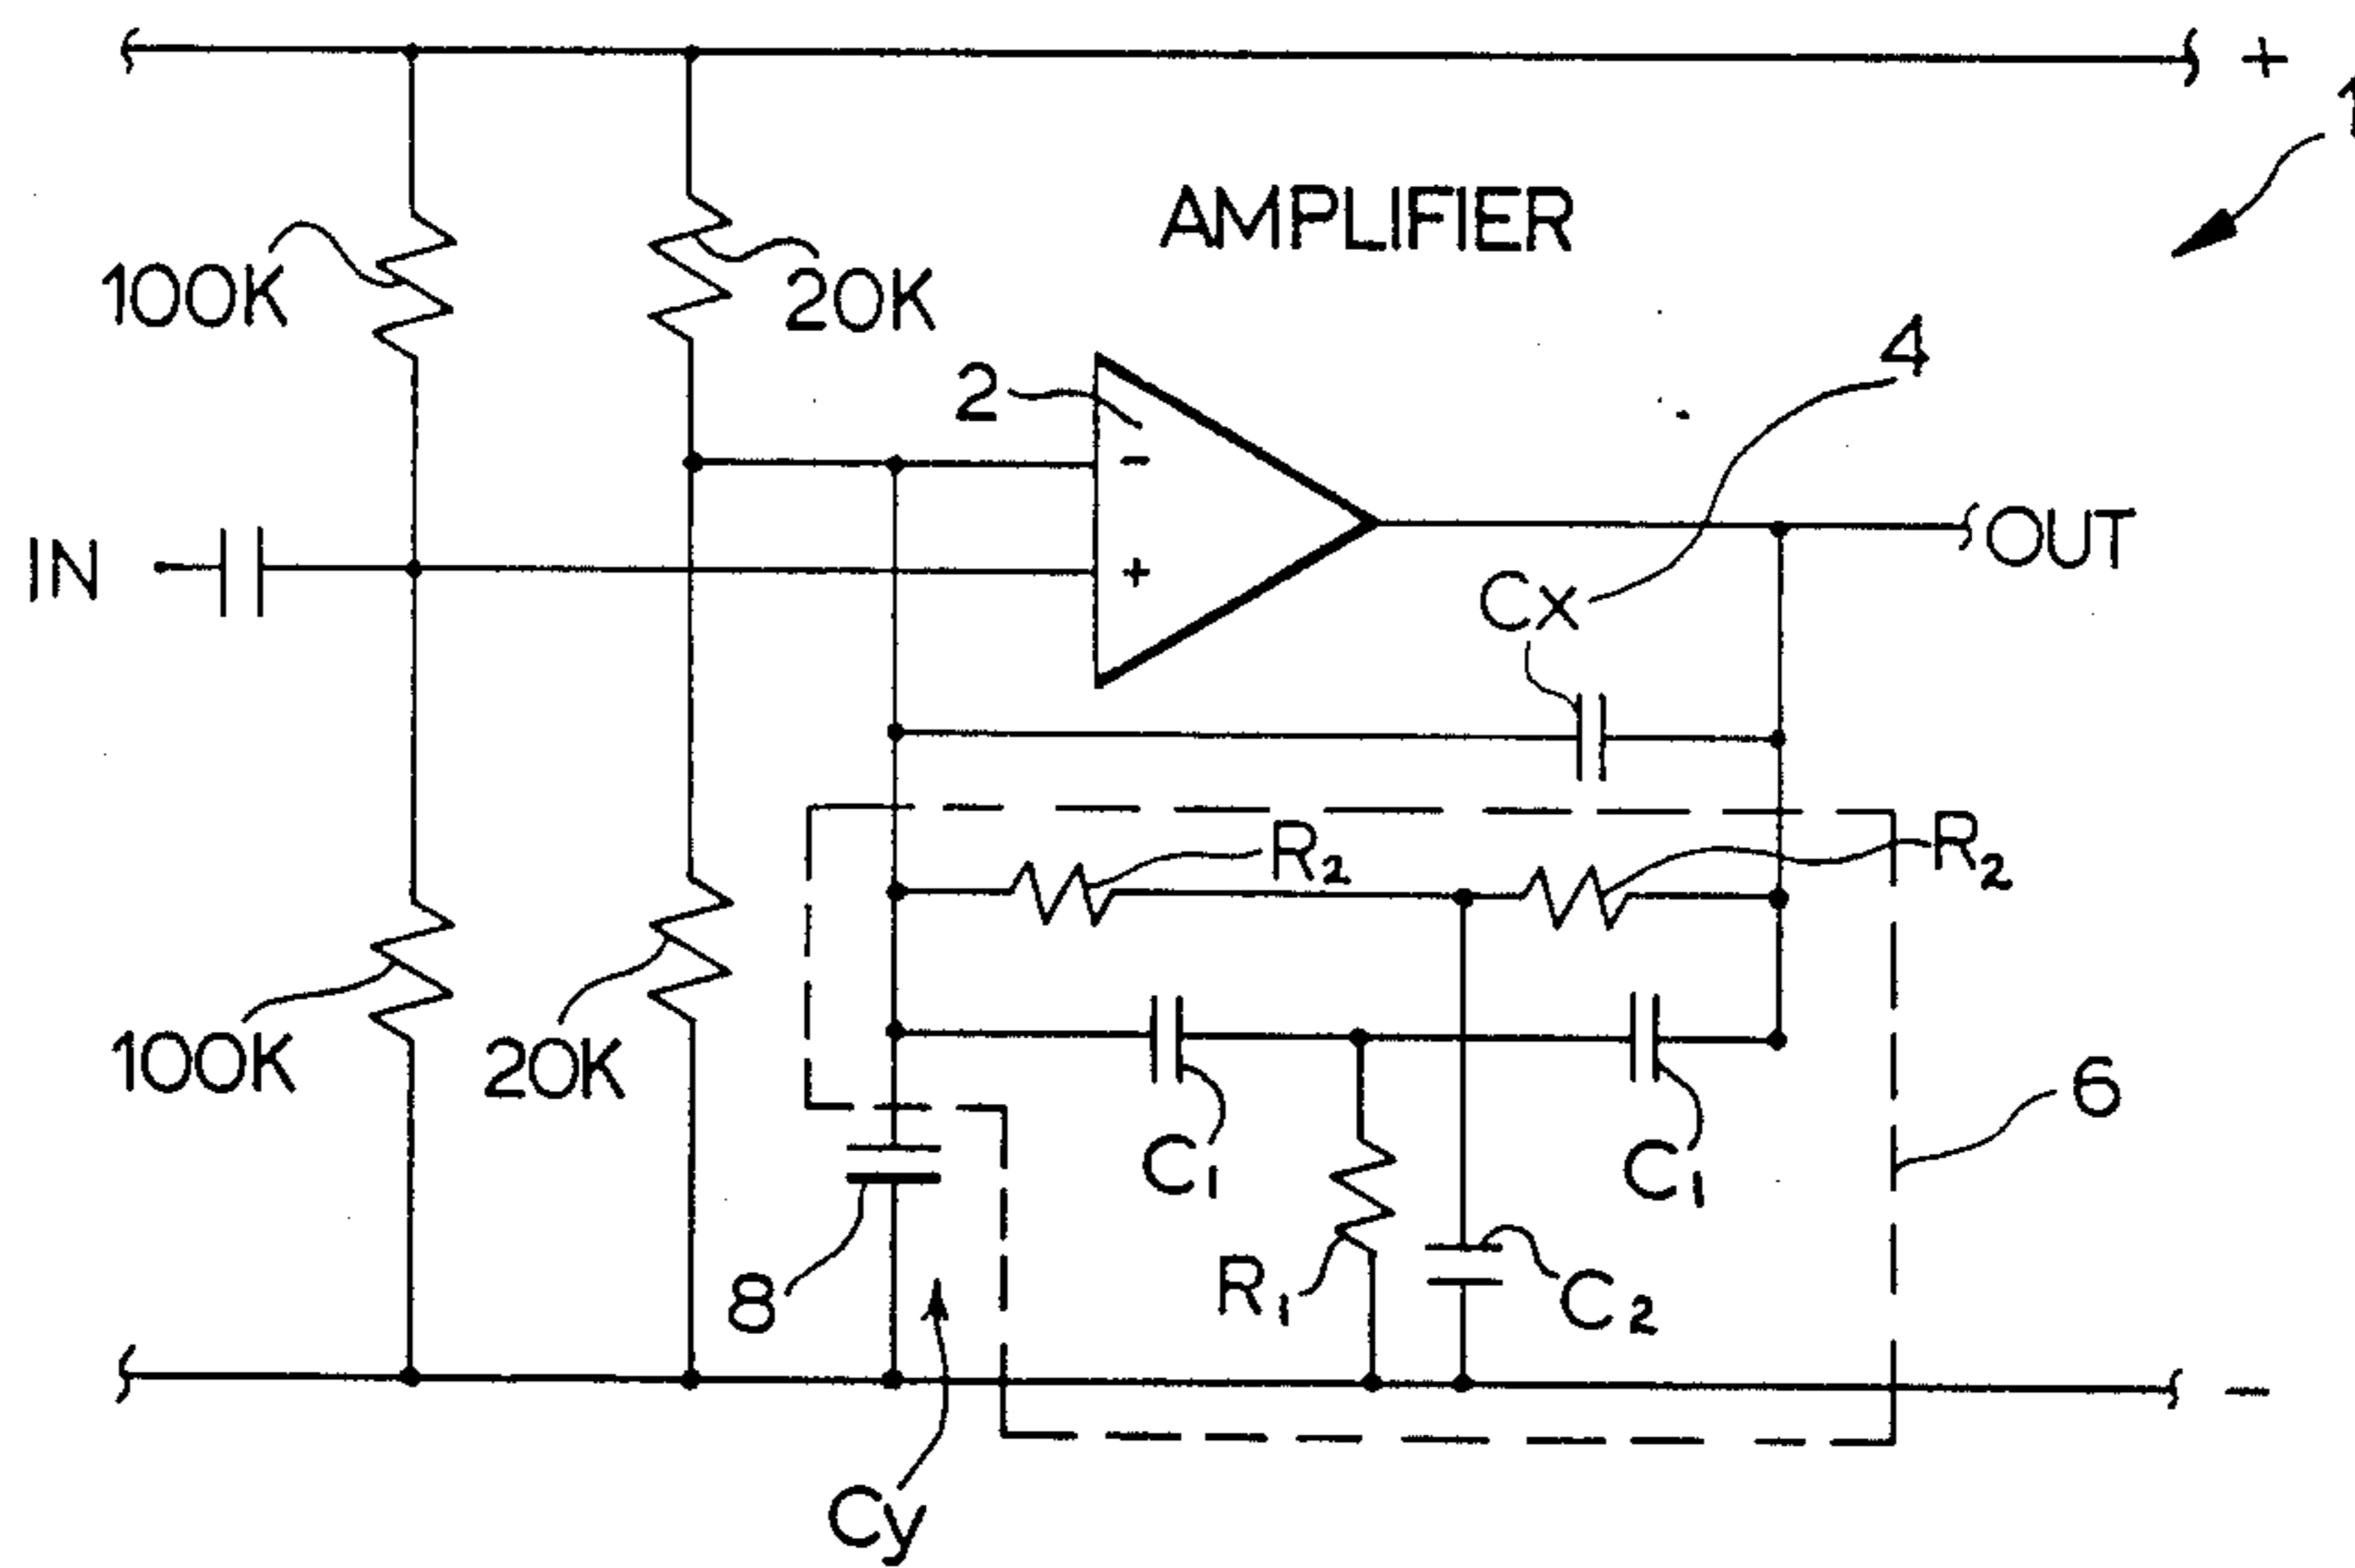 +
1
AMPLIFIER
100K
20K
4
2
-
IN
+
OUT
Cx
R₂
R₂
100K
20K
C₁
C₁
6
8
R₁
C₂
-
Cy